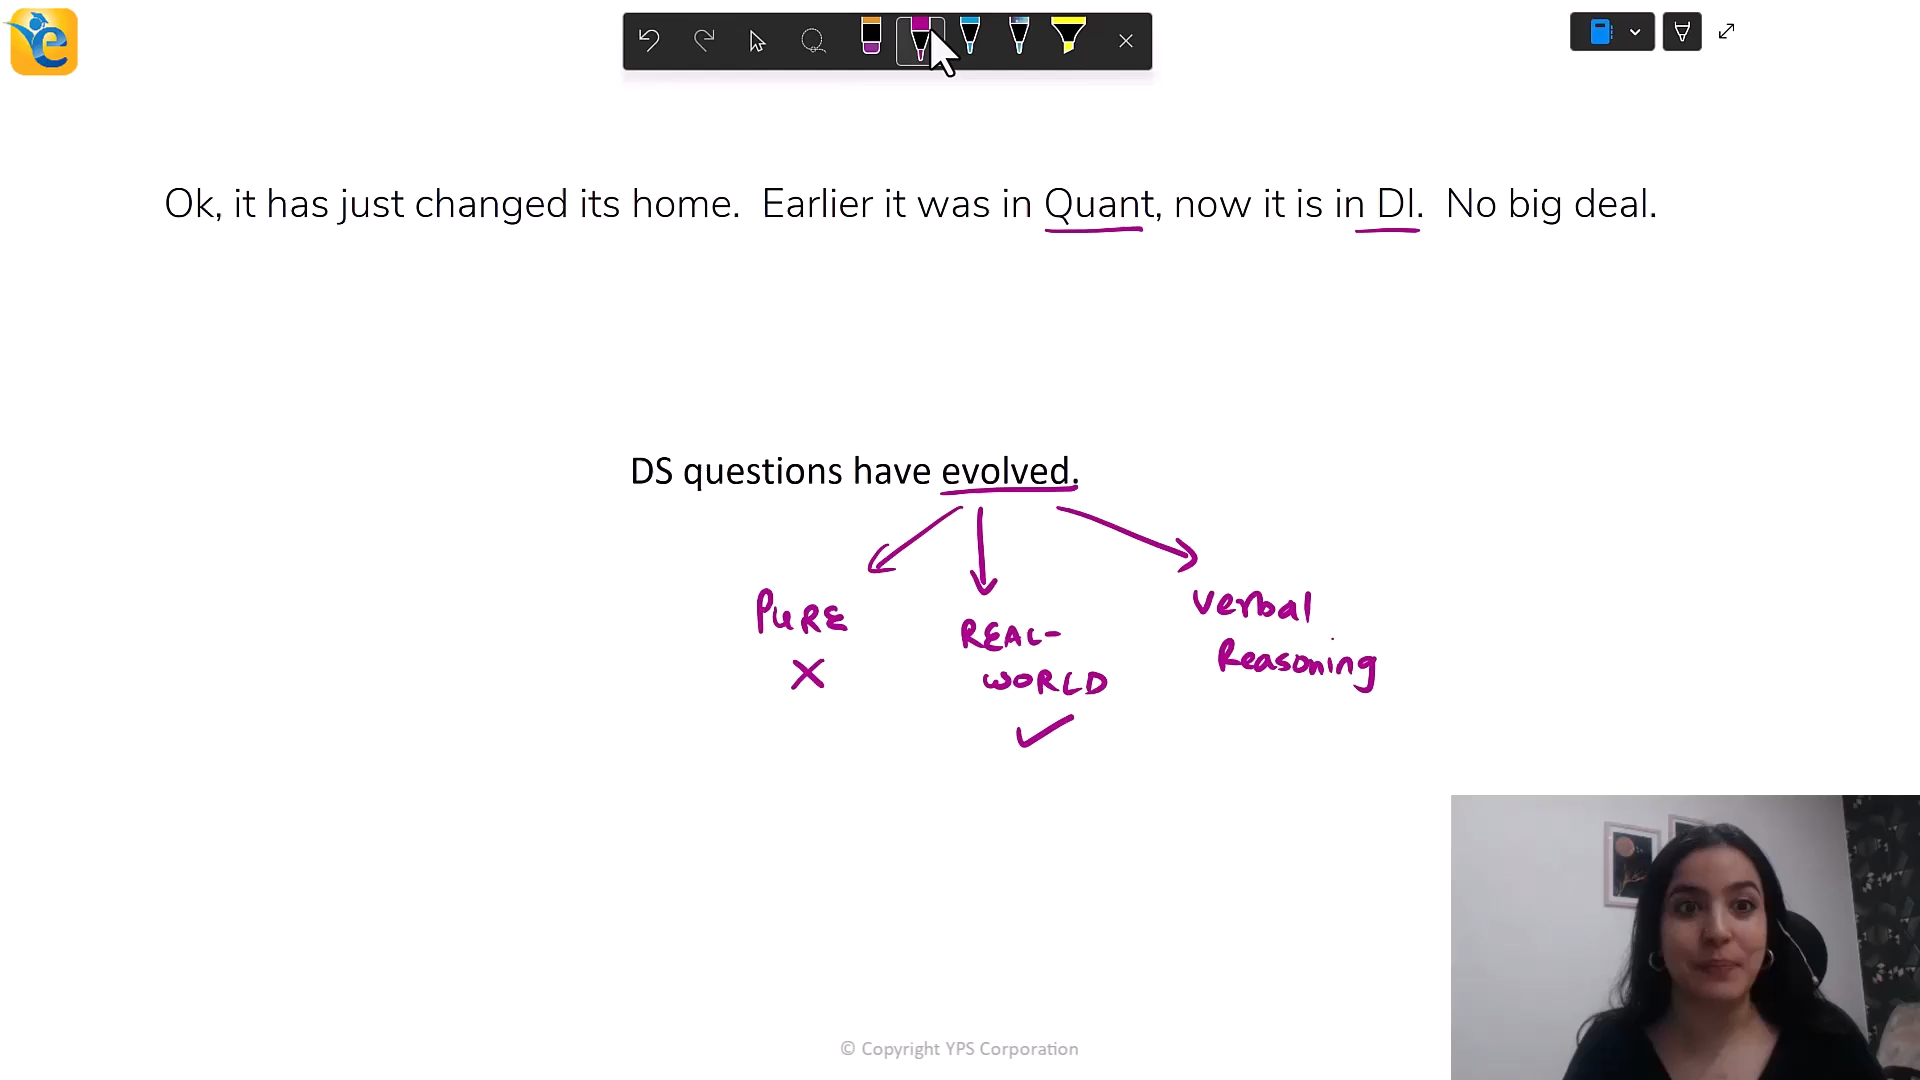 e
Ok, it has just changed its home. Earlier it was in Quant, now it is in DI. No big deal.
DS questions have evolved.
PURE
X
REAL-
WORLD
Verbal
Reasoning
© Copyright YPS Corporation